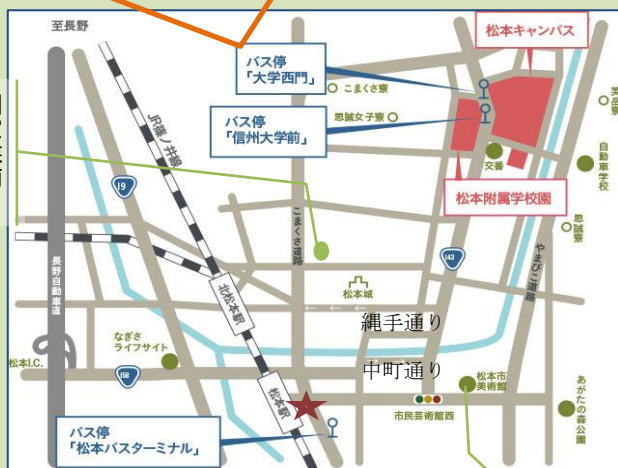 至長野
松本キャンパス
バス停
「大学西門」
こまくさ寮
美岳寮
バス停
「信州大学前」
思誠女子寮
JR篠ノ井線
交番
自動車学校
19
松本附属学校園
こまくさ道路
思誠寮
やまびこ道路
143
長野自動車道
北松本駅
松本城
縄手通り
なぎさ
ライフサイト
松本I.C.
中町通り
158
松本市
美術館
松本駅
市民芸術館西
あがたの森
公園
バス停
「松本バスターミナル」